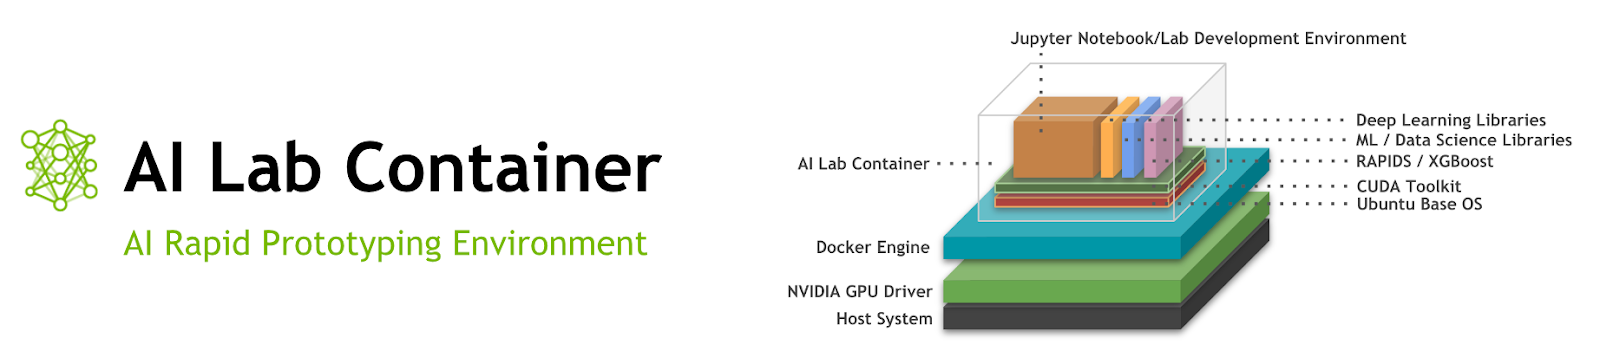 AI Lab Container
AI Rapid Prototyping Environment
Jupyter Notebook/Lab Development Environment
Deep Learning Libraries
ML / Data Science Libraries
AI Lab Container
RAPIDS / XGBoost
CUDA Toolkit
Ubuntu Base OS
Docker Engine
NVIDIA GPU Driver
Host System